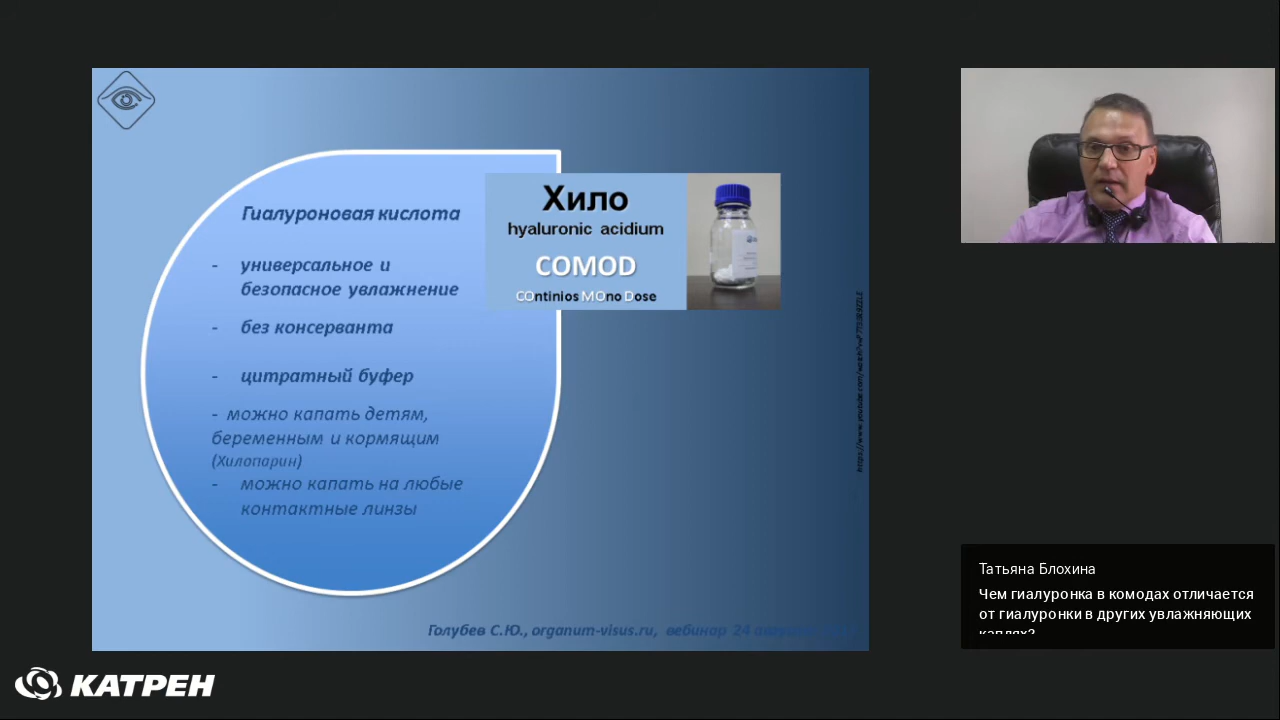 Гиалуроновая кислота
- универсальное и
безопасное увлажнение
- без консерванта
- цитратный буфер
- можно капать детям,
беременным и кормящим
(Хилопарин)
- можно капать на любые
контактные линзы
Хило
hyaluronic acidium
COMOD
COntinios MOno Dose
Голубев С.Ю., organum-visus.ru, вебинар 24
Татьяна Блохина
Чем гиалуронка в комодах отличается
от гиалуронки в других увлажняющих
каплях?
КАТРЕН